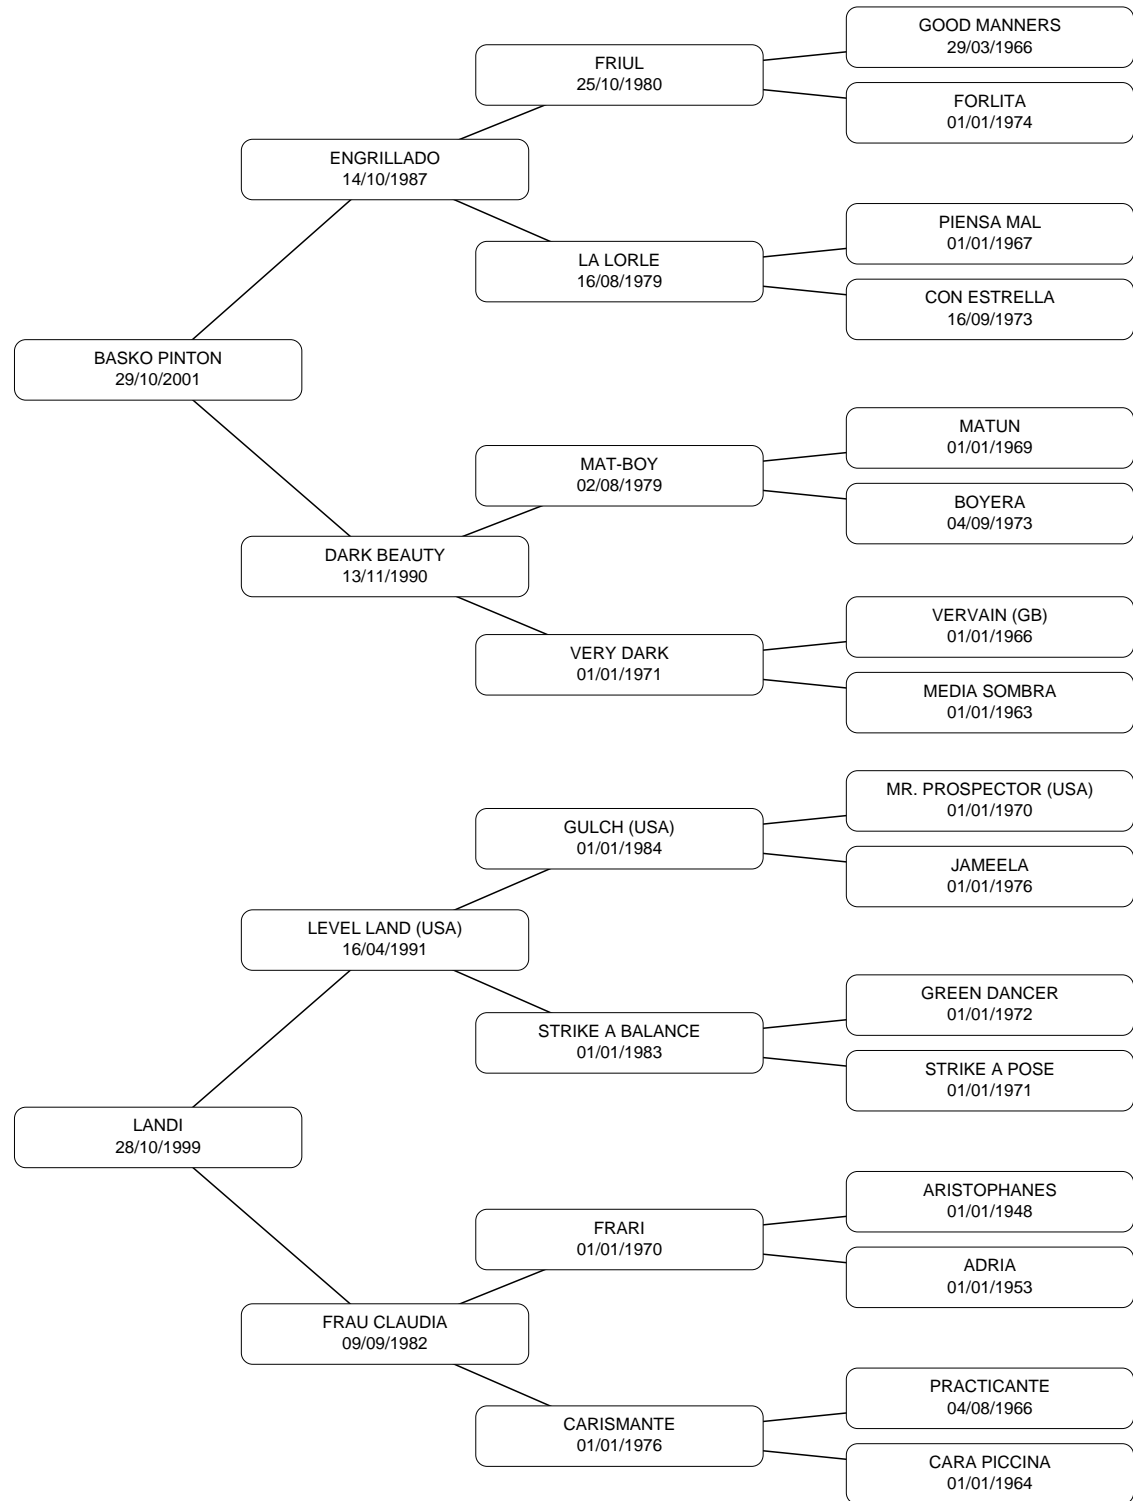 GOOD MANNERS
29/03/1966
FRIUL
25/10/1980
FORLITA
01/01/1974
ENGRILLADO
14/10/1987
PIENSA MAL
01/01/1967
LA LORLE
16/08/1979
CON ESTRELLA
16/09/1973
BASKO PINTON
29/10/2001
MATUN
01/01/1969
MAT-BOY
02/08/1979
BOYERA
04/09/1973
DARK BEAUTY
13/11/1990
VERVAIN (GB)
01/01/1966
VERY DARK
01/01/1971
MEDIA SOMBRA
01/01/1963
MR. PROSPECTOR (USA)
01/01/1970
GULCH (USA)
01/01/1984
JAMEELA
01/01/1976
LEVEL LAND (USA)
16/04/1991
GREEN DANCER
01/01/1972
STRIKE A BALANCE
01/01/1983
STRIKE A POSE
01/01/1971
LANDI
28/10/1999
ARISTOPHANES
01/01/1948
FRARI
01/01/1970
ADRIA
01/01/1953
FRAU CLAUDIA
09/09/1982
PRACTICANTE
04/08/1966
CARISMANTE
01/01/1976
CARA PICCINA
01/01/1964